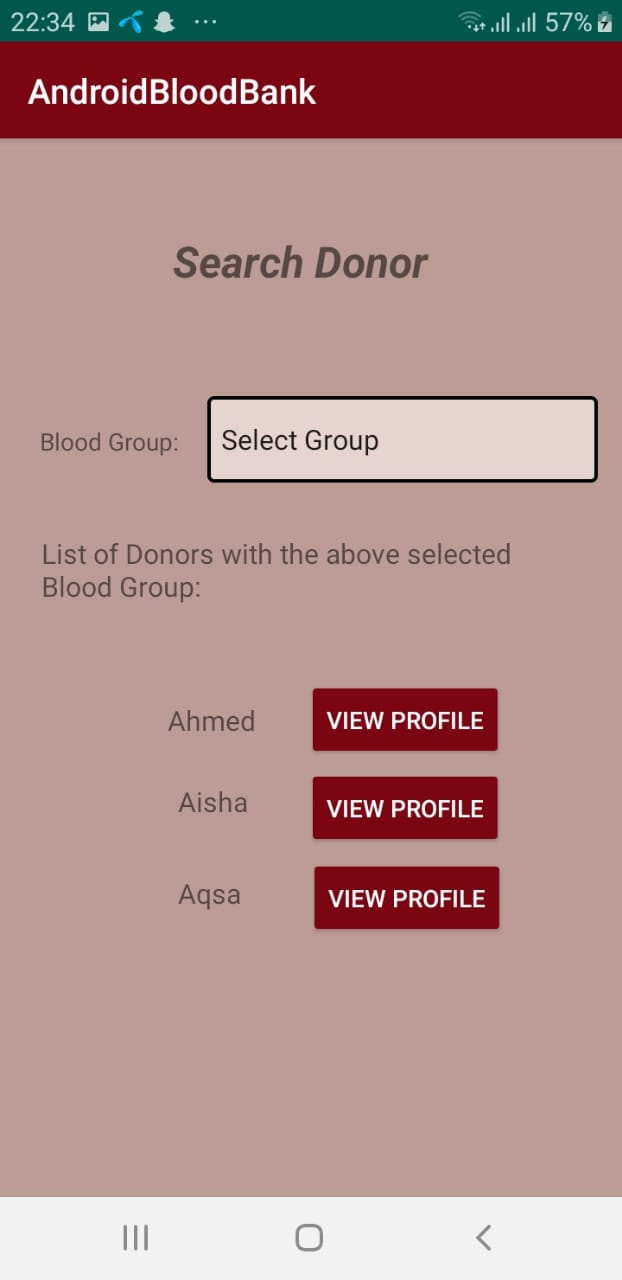 22:34 57%
AndroidBloodBank
Search Donor
Blood Group: Select Group
List of Donors with the above selected
Blood Group:
Ahmed VIEW PROFILE
Aisha VIEW PROFILE
Aqsa VIEW PROFILE